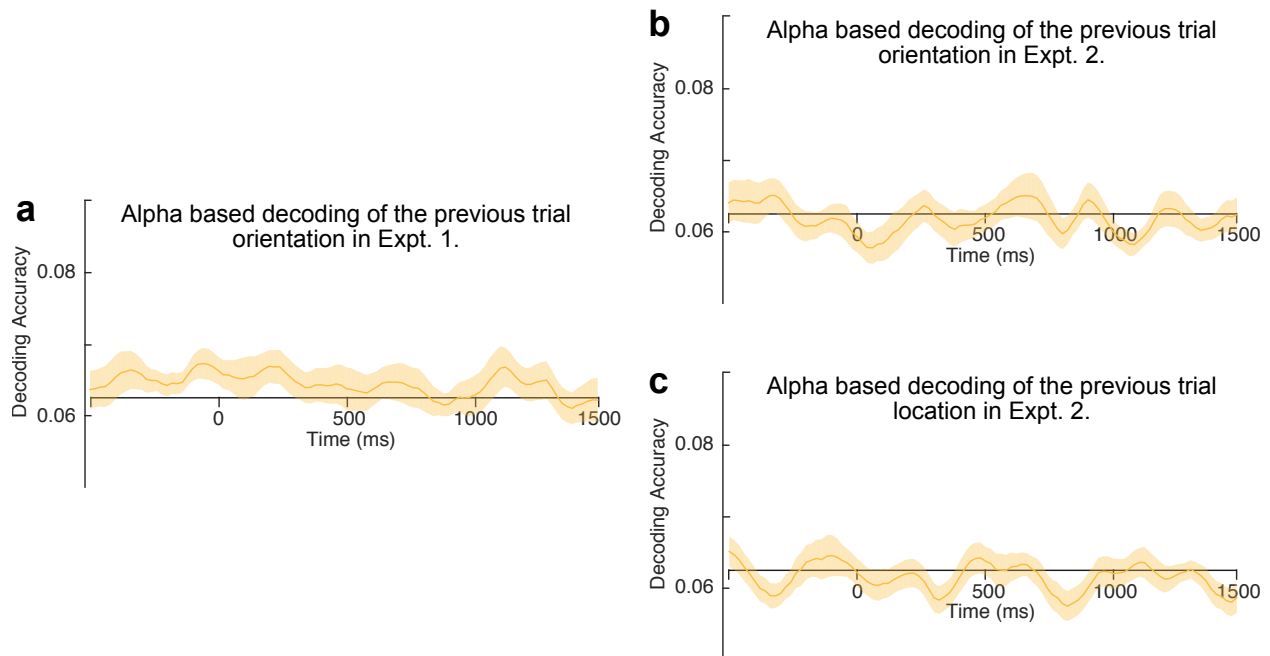 a
Alpha based decoding of the previous trial
orientation in Expt. 1.
Decoding Accuracy
0.08
0.06
0
500
1000
1500
Time (ms)
b
Alpha based decoding of the previous trial
orientation in Expt. 2.
Decoding Accuracy
0.08
0.06
0
500
1000
1500
Time (ms)
c
Alpha based decoding of the previous trial
location in Expt. 2.
Decoding Accuracy
0.08
0.06
0
500
1000
1500
Time (ms)